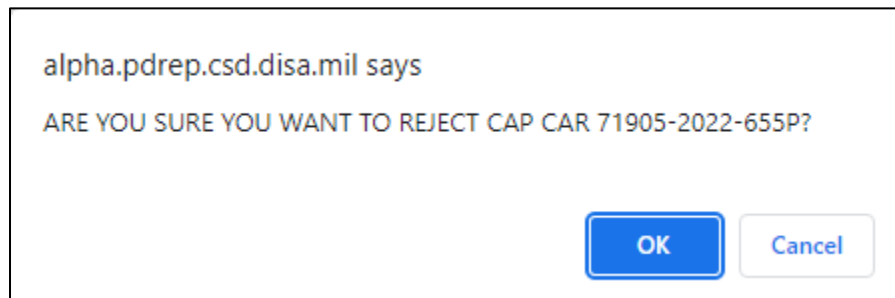 alpha.pdrep.csd.disa.mil says
ARE YOU SURE YOU WANT TO REJECT CAP CAR 71905-2022-655P?
OK
Cancel